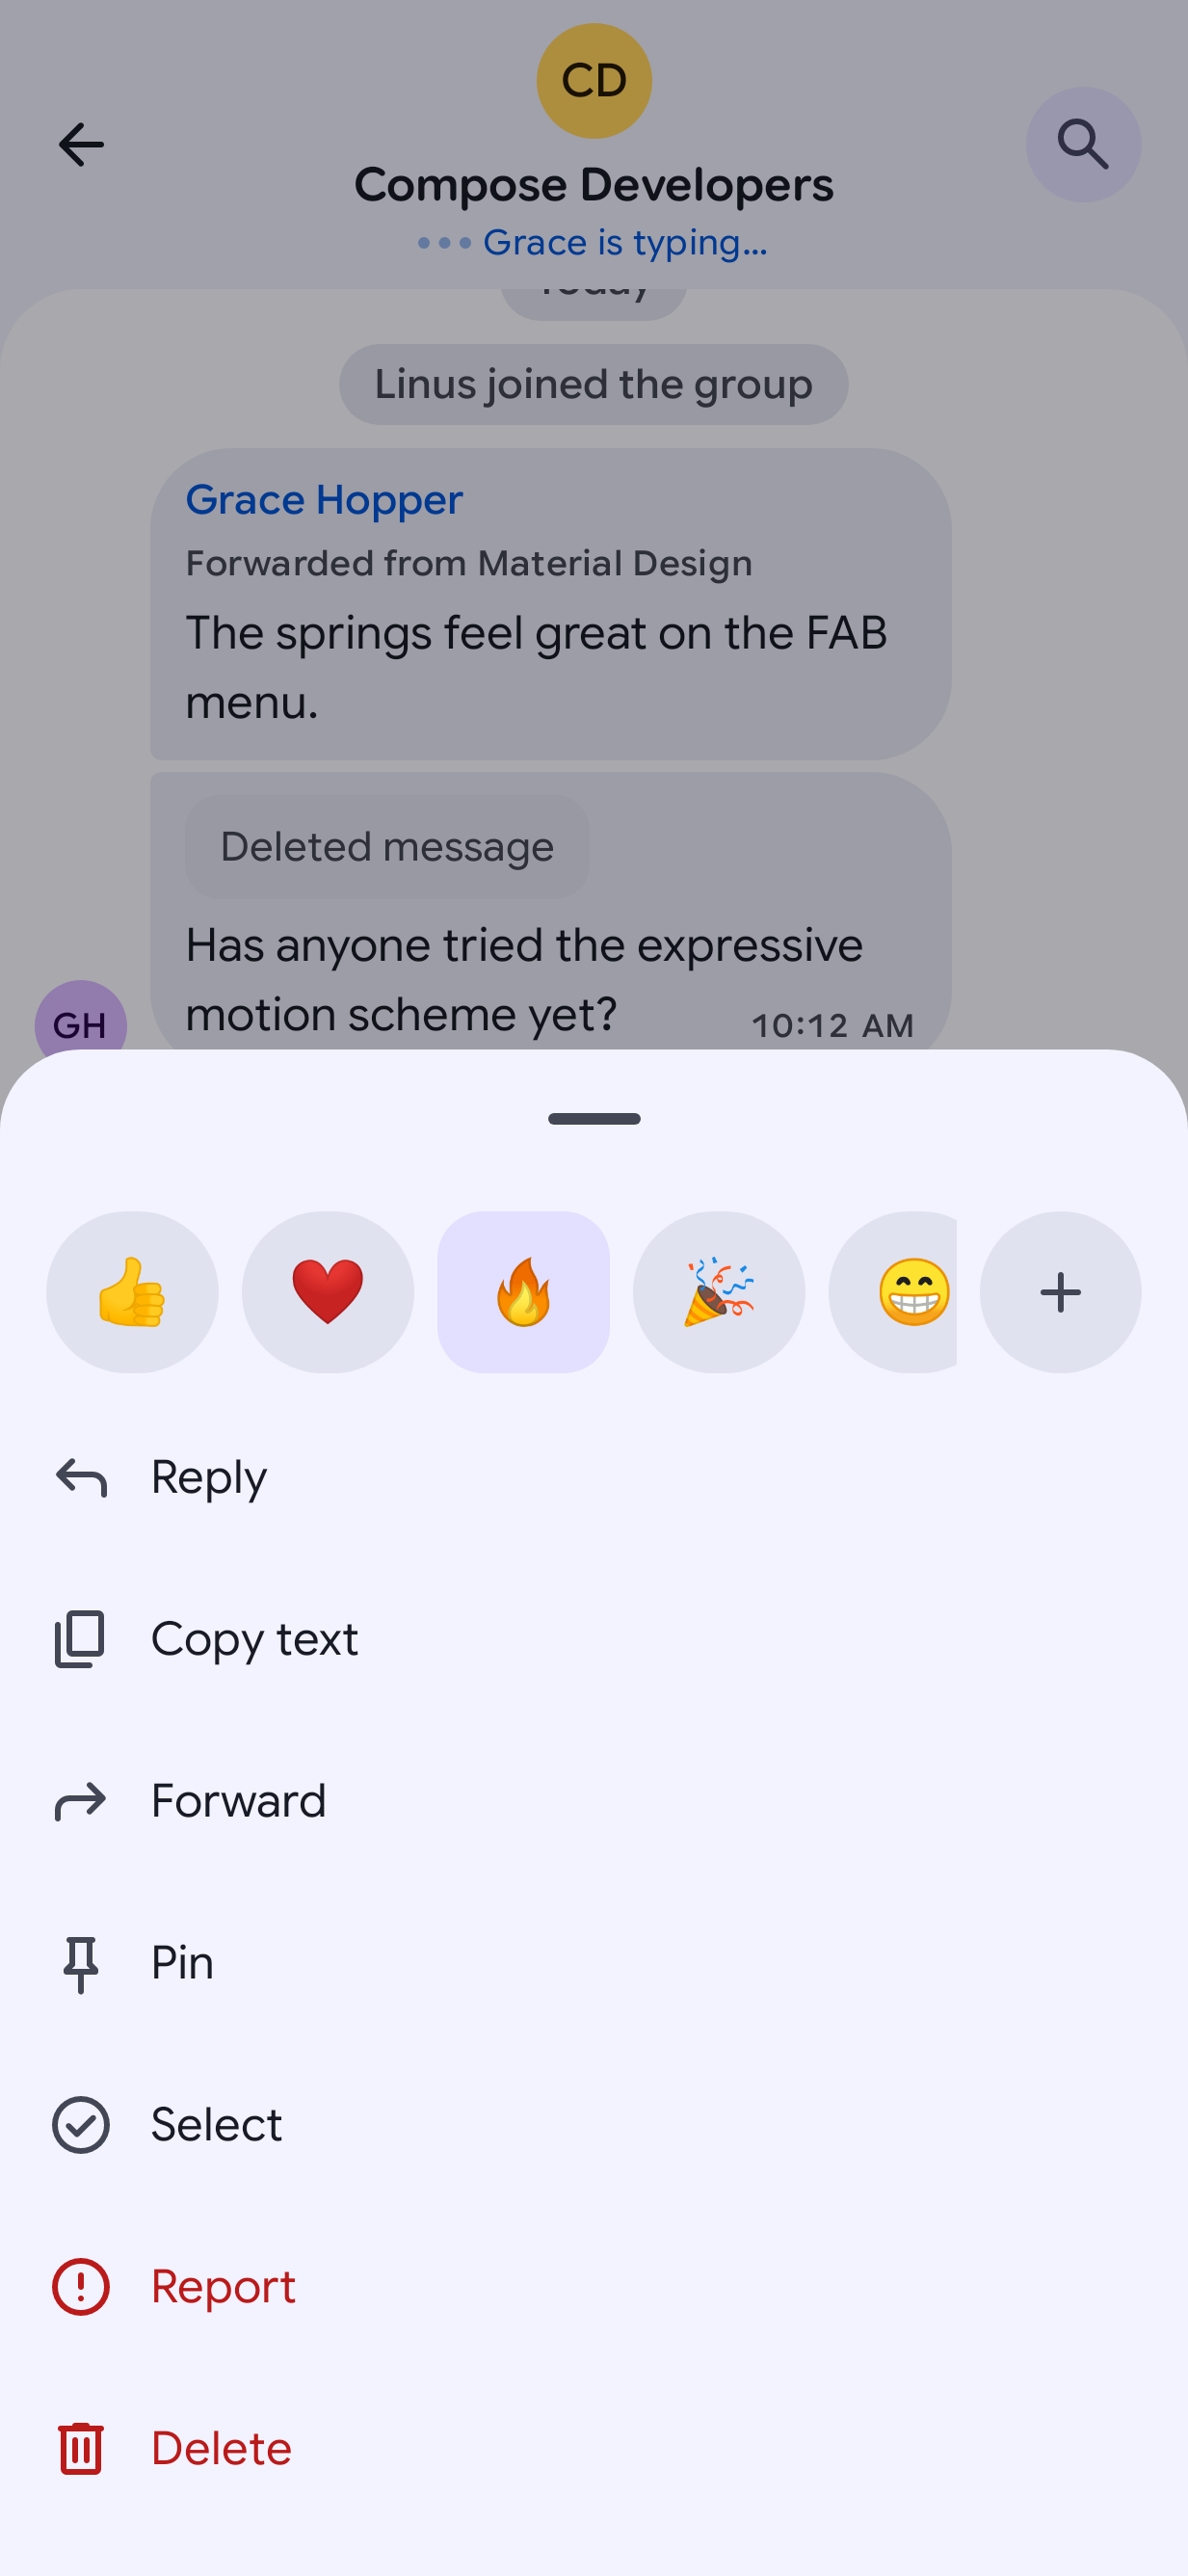 CD
Compose Developers
Grace is typing...
Today
Linus joined the group
Grace Hopper
Forwarded from Material Design
The springs feel great on the FAB
menu.
Deleted message
Has anyone tried the expressive
motion scheme yet?
10:12 AM
GH
Reply
Copy text
Forward
Pin
Select
Report
Delete